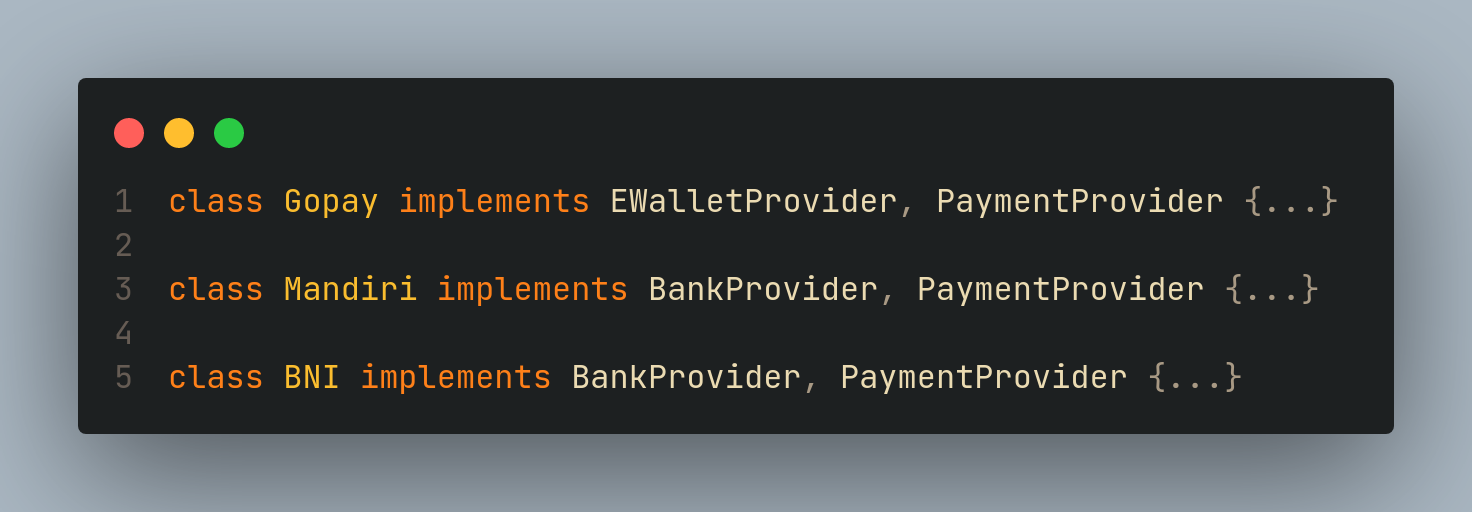 1 class Gopay implements EWalletProvider, PaymentProvider {...}
2
3 class Mandiri implements BankProvider, PaymentProvider {...}
4
5 class BNI implements BankProvider, PaymentProvider {...}